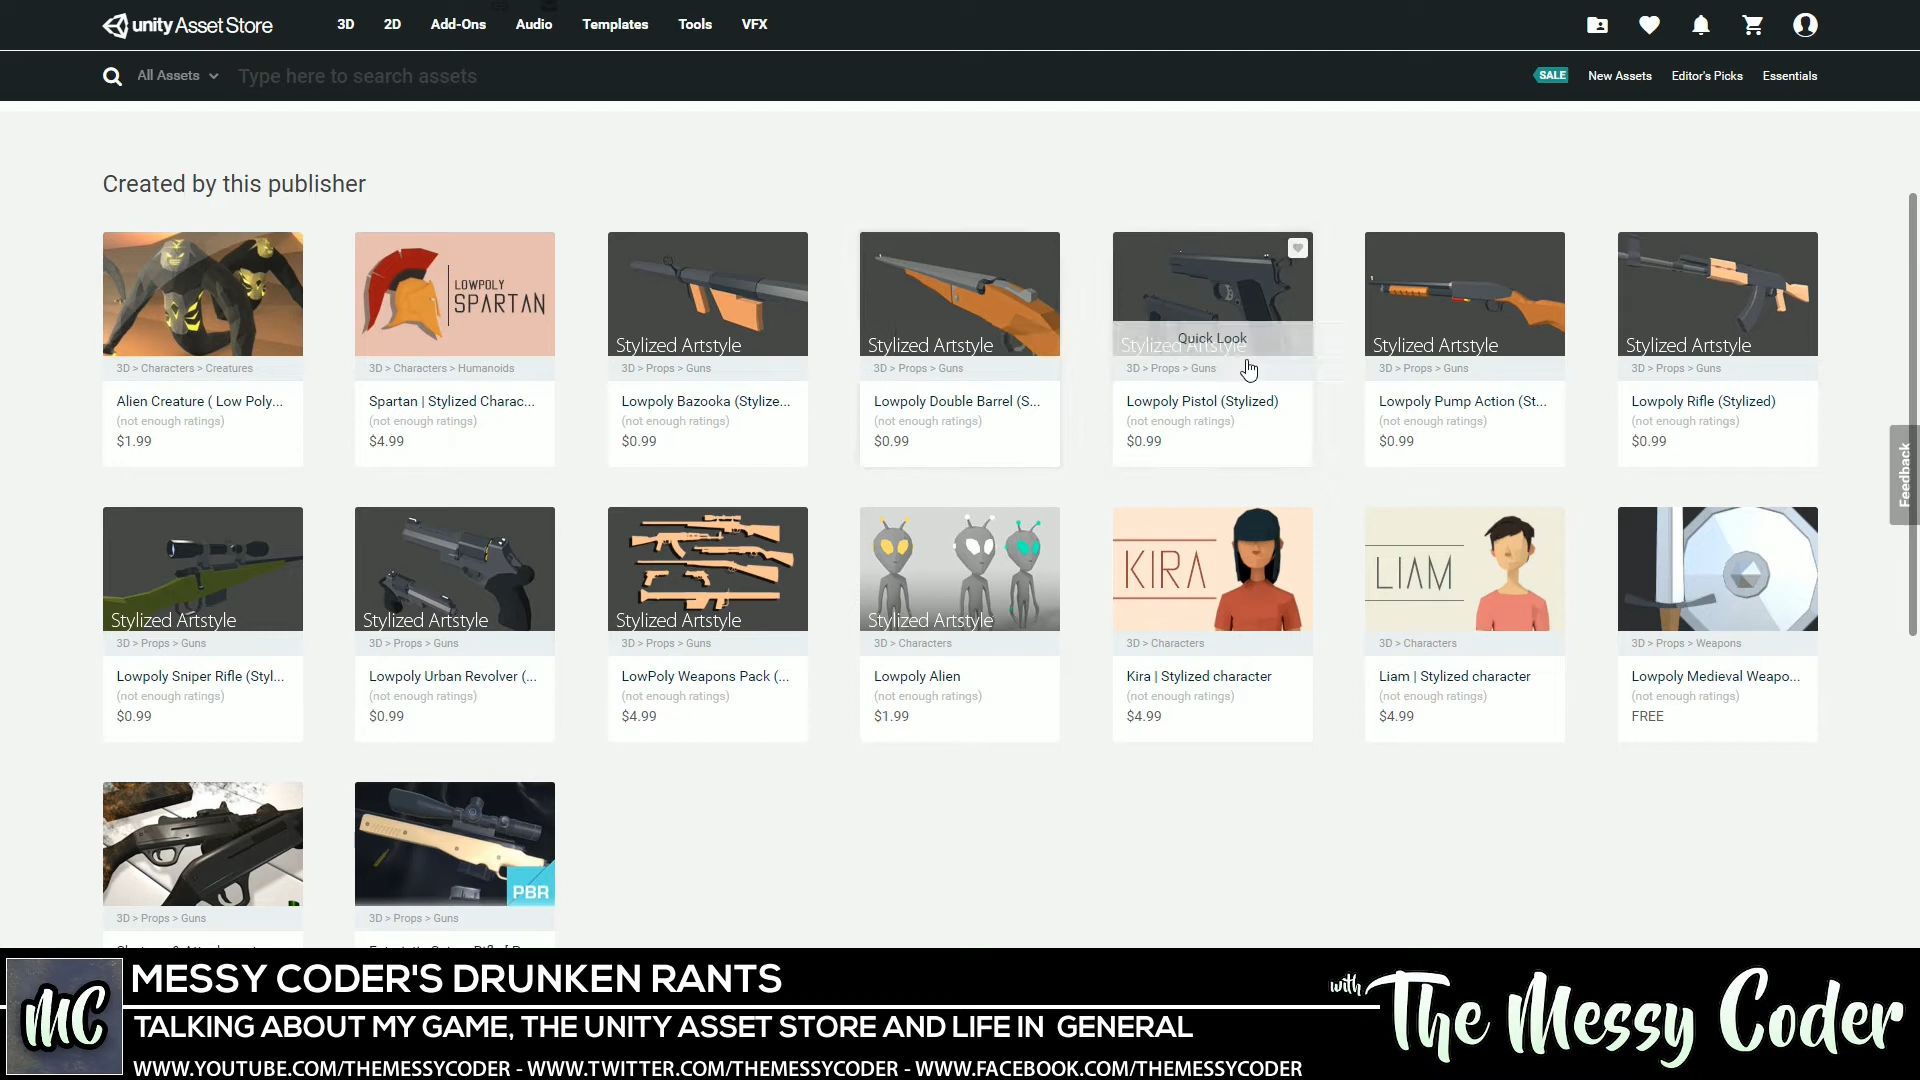 unity Asset Store 3D 2D Add-Ons Audio Templates Tools VFX
All Assets Type here to search assets SALE New Assets Editor's Picks Essentials
Created by this publisher
LOWPOLY
SPARTAN
Stylized Artstyle Stylized Artstyle Quick Look Stylized Artstyle Stylized Artstyle Stylized Artstyle
3D > Characters > Creatures 3D > Characters > Humanoids 3D > Props > Guns 3D > Props > Guns 3D > Props > Guns 3D > Props > Guns 3D > Props > Guns
Alien Creature ( Low Poly... Spartan | Stylized Charac... Lowpoly Bazooka (Stylize... Lowpoly Double Barrel (S... Lowpoly Pistol (Stylized) Lowpoly Pump Action (St... Lowpoly Rifle (Stylized)
(not enough ratings) (not enough ratings) (not enough ratings) (not enough ratings) (not enough ratings) (not enough ratings) (not enough ratings)
$1.99 $4.99 $0.99 $0.99 $0.99 $0.99 $0.99
Feedback
KIRA LIAM
Stylized Artstyle Stylized Artstyle Stylized Artstyle Stylized Artstyle
3D > Props > Guns 3D > Props > Guns 3D > Props > Guns 3D > Characters 3D > Characters 3D > Characters 3D > Props > Weapons
Lowpoly Sniper Rifle (Styl... Lowpoly Urban Revolver (... LowPoly Weapons Pack (... Lowpoly Alien Kira | Stylized character Liam | Stylized character Lowpoly Medieval Weapo...
(not enough ratings) (not enough ratings) (not enough ratings) (not enough ratings) (not enough ratings) (not enough ratings) (not enough ratings)
$0.99 $0.99 $4.99 $1.99 $4.99 $4.99 FREE
PBR
3D > Props > Guns 3D > Props > Guns
MC MESSY CODER'S DRUNKEN RANTS with The Messy Coder
TALKING ABOUT MY GAME, THE UNITY ASSET STORE AND LIFE IN GENERAL
WWW.YOUTUBE.COM/THEMESSYCODER - WWW.TWITTER.COM/THEMESSYCODER - WWW.FACEBOOK.COM/THEMESSYCODER